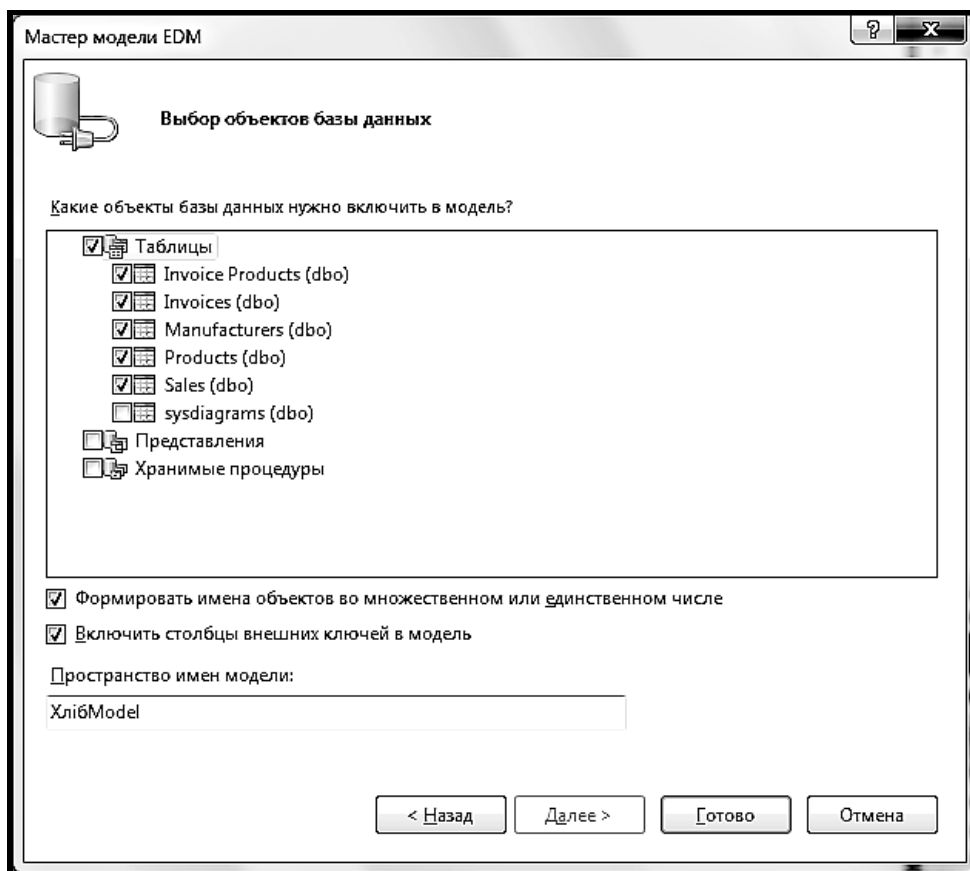 Мастер модели EDM
?
Выбор объектов базы данных
Какие объекты базы данных нужно включить в модель?
Таблицы
Invoice Products (dbo)
Invoices (dbo)
Manufacturers (dbo)
Products (dbo)
Sales (dbo)
sysdiagrams (dbo)
Представления
Хранимые процедуры
Формировать имена объектов во множественном или единственном числе
Включить столбцы внешних ключей в модель
Пространство имен модели:
ХлібModel
< Назад Далее > Готово Отмена